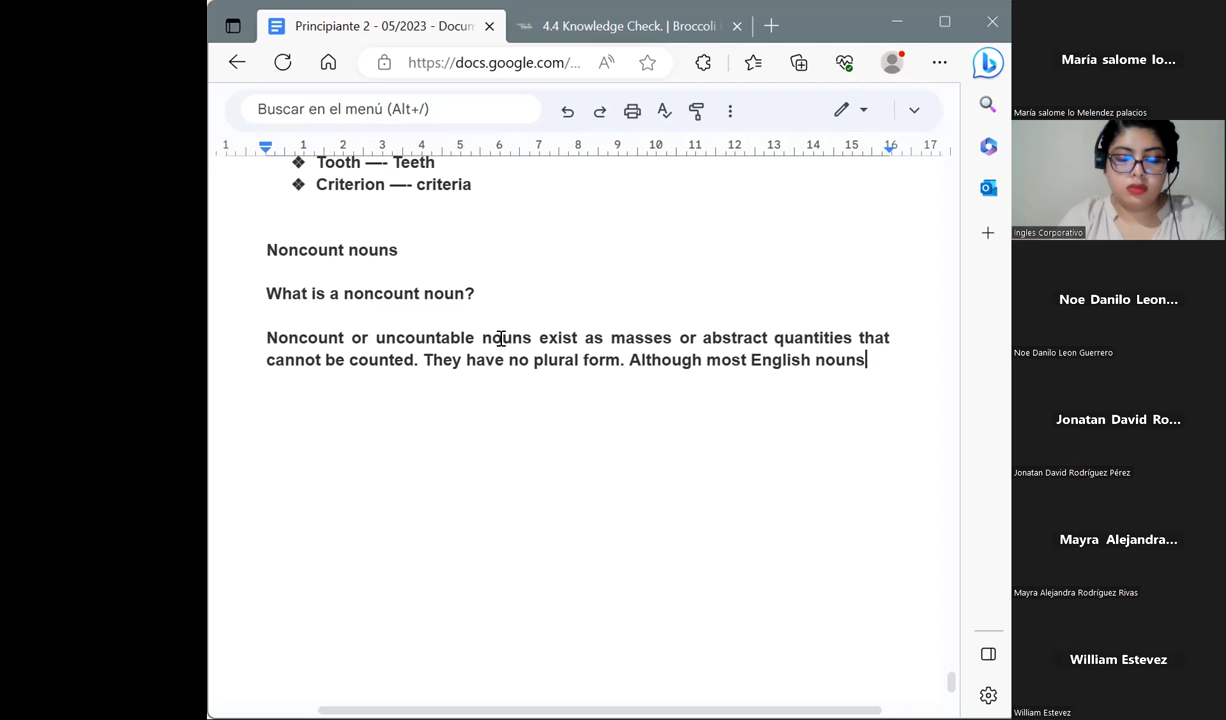 Principiante 2 - 05/2023 - Docum
4.4 Knowledge Check. | Broccoli i
https://docs.google.com/...
Buscar en el menú (Alt+/)
1 1 2 3 4 5 6 7 8 9 10 11 12 13 14 15 16 17
❖ Tooth —- Teeth
❖ Criterion —- criteria
Noncount nouns
What is a noncount noun?
Noncount or uncountable nouns exist as masses or abstract quantities that
cannot be counted. They have no plural form. Although most English nouns
María salome lo...
María salome lo Melendez palacios
Ingles Corporativo
Noe Danilo Leon...
Noe Danilo Leon Guerrero
Jonatan David Ro...
Jonatan David Rodríguez Pérez
Mayra Alejandra...
Mayra Alejandra Rodríguez Rivas
William Estevez
William Estevez